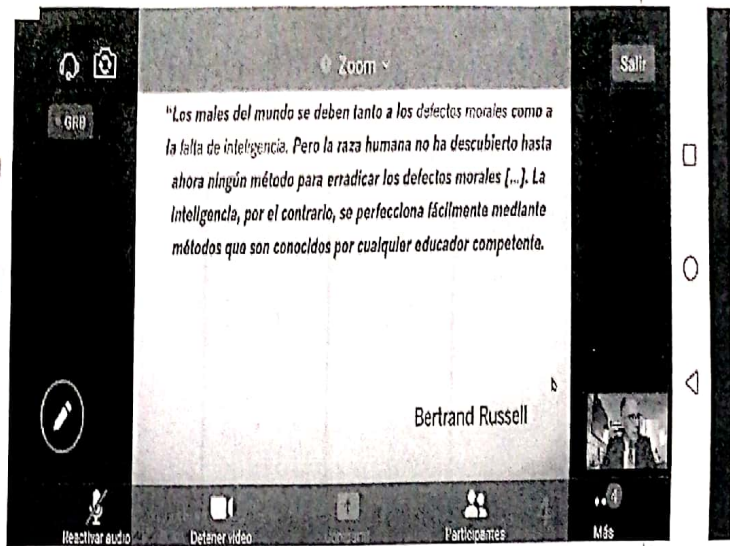 Zoom
Salir
GRB
"Los males del mundo se deben tanto a los defectos morales como a
la falta de inteligencia. Pero la raza humana no ha descubierto hasta
ahora ningún método para erradicar los defectos morales [...]. La
inteligencia, por el contrario, se perfecciona fácilmente mediante
métodos que son conocidos por cualquier educador competente.
Bertrand Russell
4
Reactivar audio
Detener video
Participantes
Más